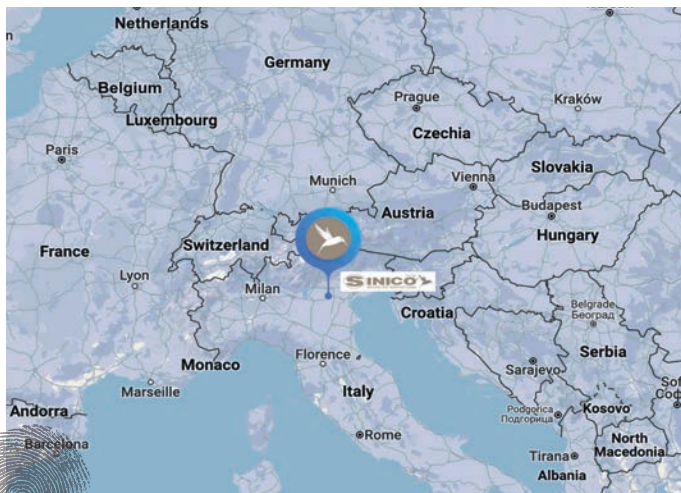 Netherlands
Germany
Belgium
Luxembourg
Prague
Kraków
Czechia
Paris
Slovakia
Vienna
Munich
Budapest
Austria
Switzerland
Hungary
France
Lyon
Milan
SINICO
Croatia
Belgrade
Београд
Florence
Serbia
Monaco
Sarajevo
Marseille
Italy
Andorra
Podgorica
Подгорица
Kosovo
Barcelona
Rome
North
Macedonia
Tirana
Albania